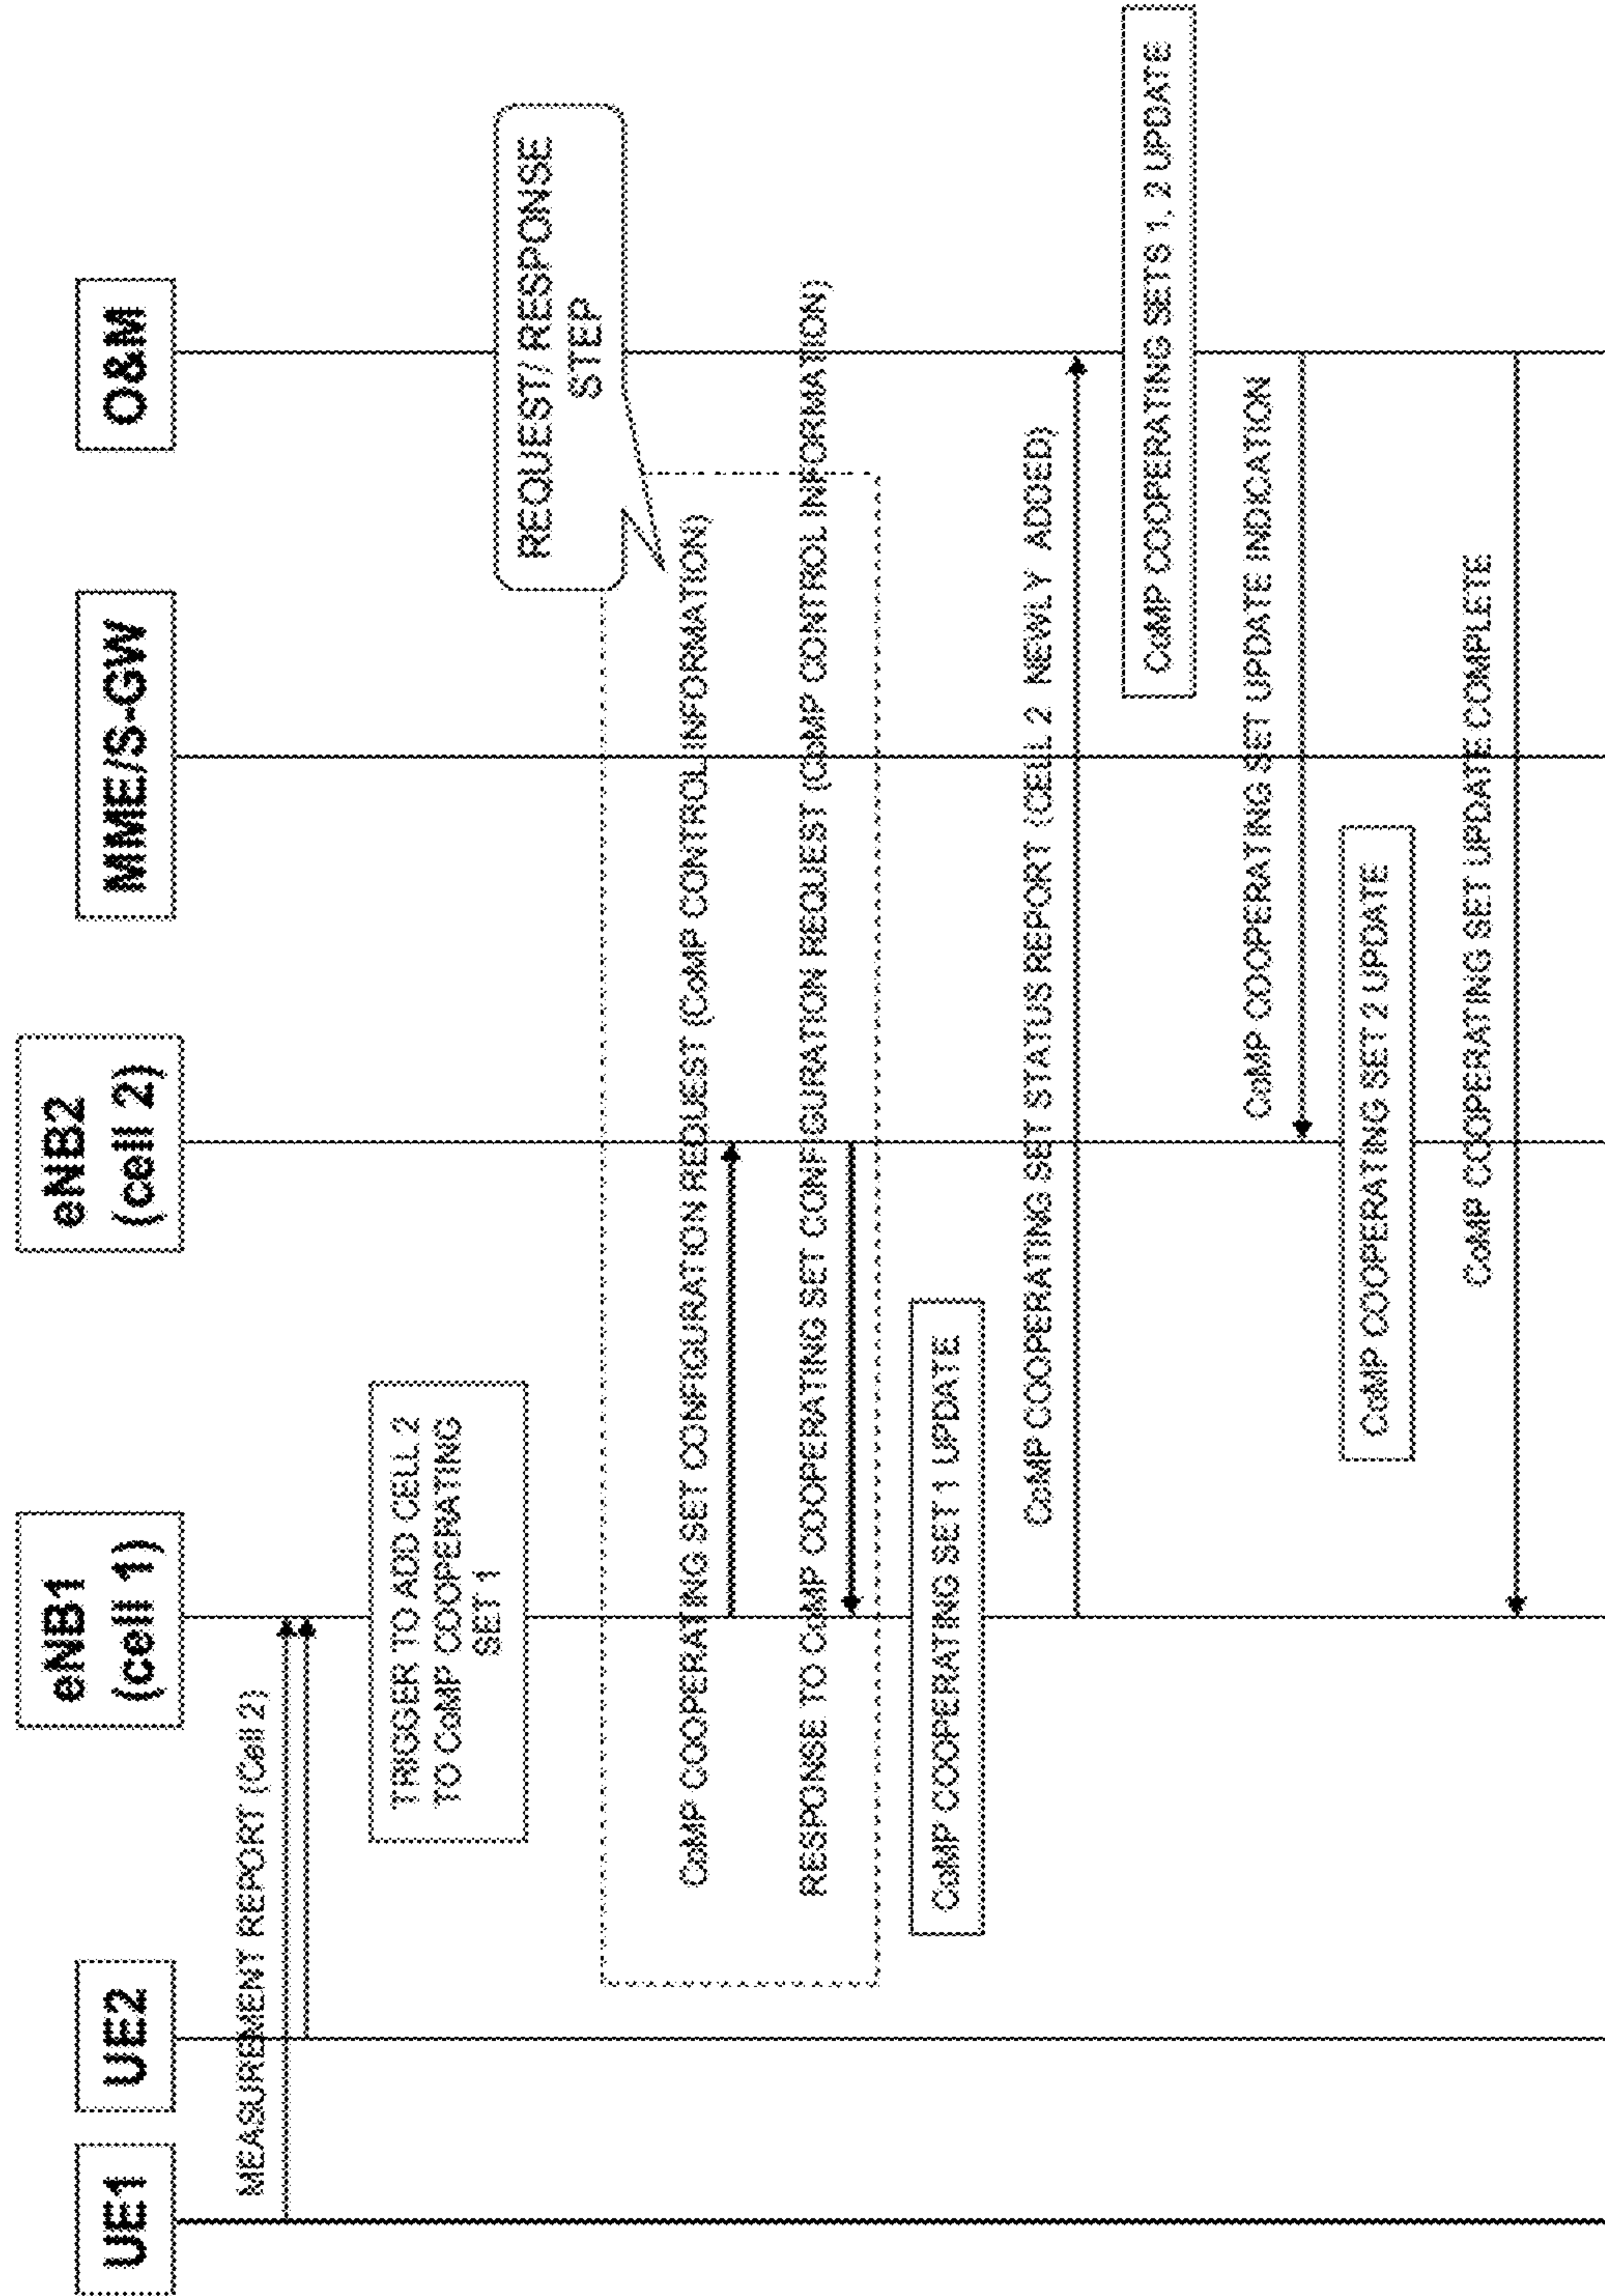 UE1
UE2
eNB1
(cell 1)
eNB2
(cell 2)
MME/S-GW
O&M
MEASUREMENT REPORT (Cell 2)
TRIGGER TO ADD CELL 2
TO CoMP COOPERATING
SET 1
REQUEST/ RESPONSE
STEP
CoMP COOPERATING SET CONFIGURATION REQUEST (CoMP CONTROL INFORMATION)
RESPONSE TO CoMP COOPERATING SET CONFIGURATION REQUEST (CoMP CONTROL INFORMATION)
CoMP COOPERATING SET 1 UPDATE
CoMP COOPERATING SET STATUS REPORT (CELL 2 NEWLY ADDED)
CoMP COOPERATING SETS 1, 2 UPDATE
CoMP COOPERATING SET UPDATE INDICATION
CoMP COOPERATING SET 2 UPDATE
CoMP COOPERATING SET UPDATE COMPLETE